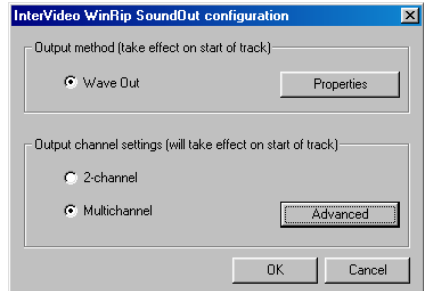 InterVideo WinRip SoundOut configuration
Output method (take effect on start of track)
Wave Out
Properties
Output channel settings (will take effect on start of track)
2-channel
Multichannel
Advanced
OK
Cancel